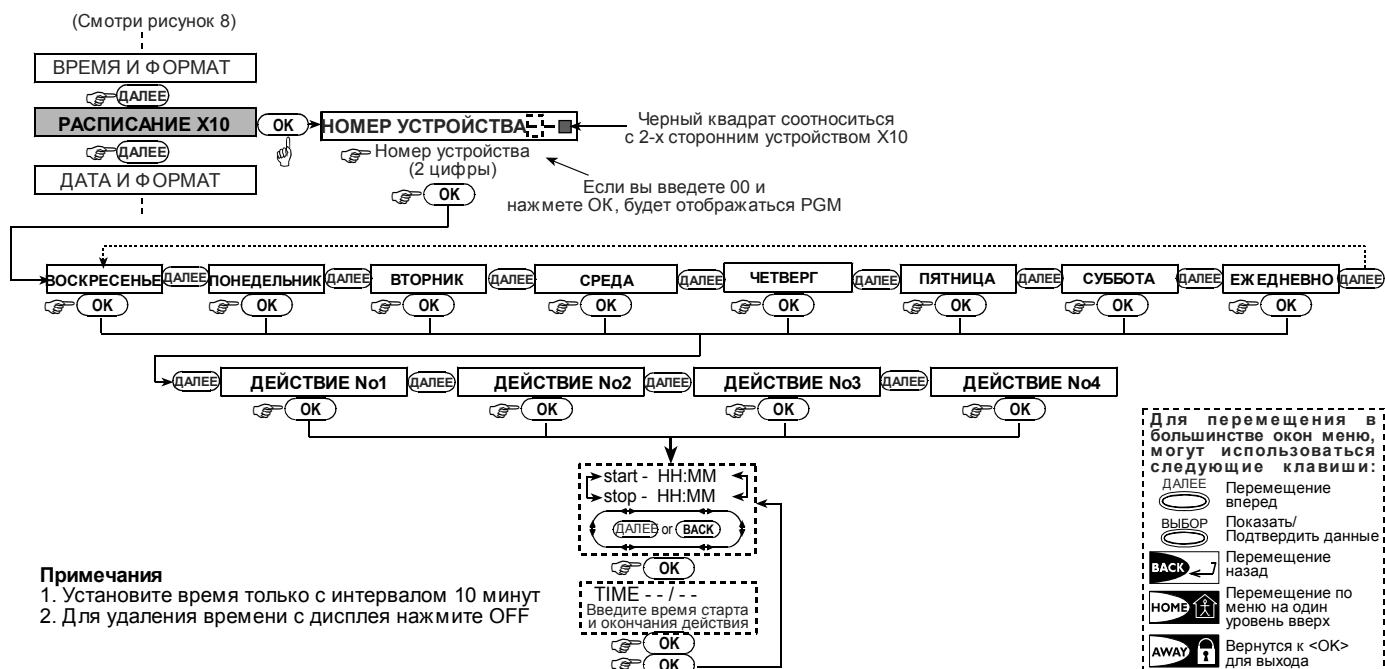 (Смотри рисунок 8)
ВРЕМЯ И ФОРМАТ
ДАЛЕЕ
РАСПИСАНИЕ X10
OK
НОМЕР УСТРОЙСТВА - -
Черный квадрат соотноситься
с 2-х сторонним устройством X10
ДАЛЕЕ
Номер устройства
(2 цифры)
ДАТА И ФОРМАТ
OK
Если вы введете 00 и
нажмете ОК, будет отображаться PGM
ВОСКРЕСЕНЬЕ ДАЛЕЕ ПОНЕДЕЛЬНИК ДАЛЕЕ ВТОРНИК ДАЛЕЕ СРЕДА ДАЛЕЕ ЧЕТВЕРГ ДАЛЕЕ ПЯТНИЦА ДАЛЕЕ СУББОТА ДАЛЕЕ ЕЖЕДНЕВНО ДАЛЕЕ
OK OK OK OK OK OK OK OK
ДАЛЕЕ ДЕЙСТВИЕ No1 ДАЛЕЕ ДЕЙСТВИЕ No2 ДАЛЕЕ ДЕЙСТВИЕ No3 ДАЛЕЕ ДЕЙСТВИЕ No4
OK OK OK OK
start - HH:MM
stop - HH:MM
ДАЛЕЕ or BACK
OK
TIME - - / - -
Введите время старта
и окончания действия
OK
OK
Примечания
1. Установите время только с интервалом 10 минут
2. Для удаления времени с дисплея нажмите OFF
Для перемещения в
большинстве окон меню,
могут использоваться
следующие клавиши:
ДАЛЕЕ Перемещение
вперед
ВЫБОР Показать/
Подтвердить данные
BACK Перемещение
назад
HOME Перемещение по
меню на один
уровень вверх
AWAY Вернутся к <OK>
для выхода